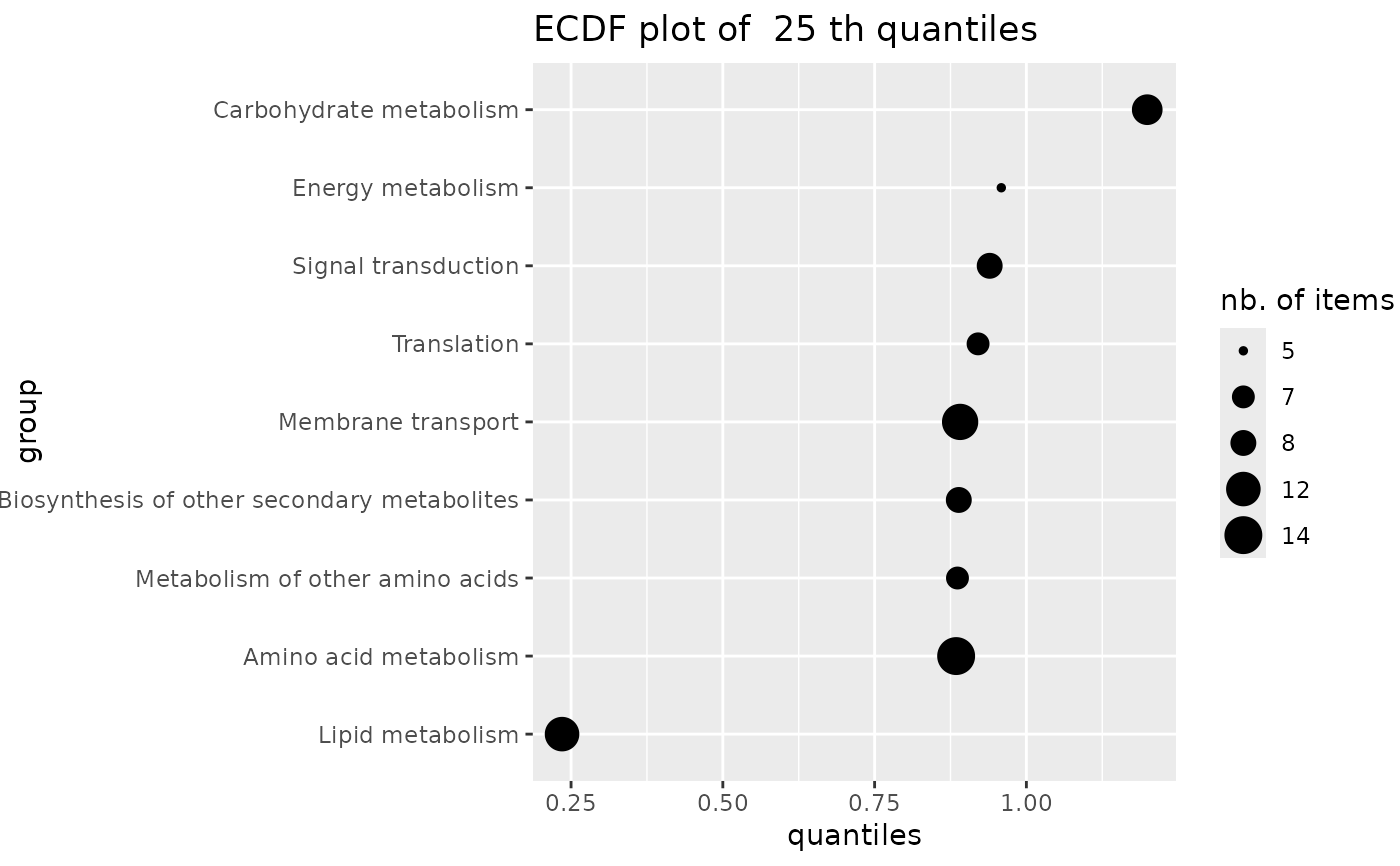 ECDF plot of  25 th quantiles
Carbohydrate metabolism
Energy metabolism
Signal transduction
Translation
Membrane transport
Biosynthesis of other secondary metabolites
Metabolism of other amino acids
Amino acid metabolism
Lipid metabolism
group
0.25 0.50 0.75 1.00
quantiles
nb. of items
5
7
8
12
14